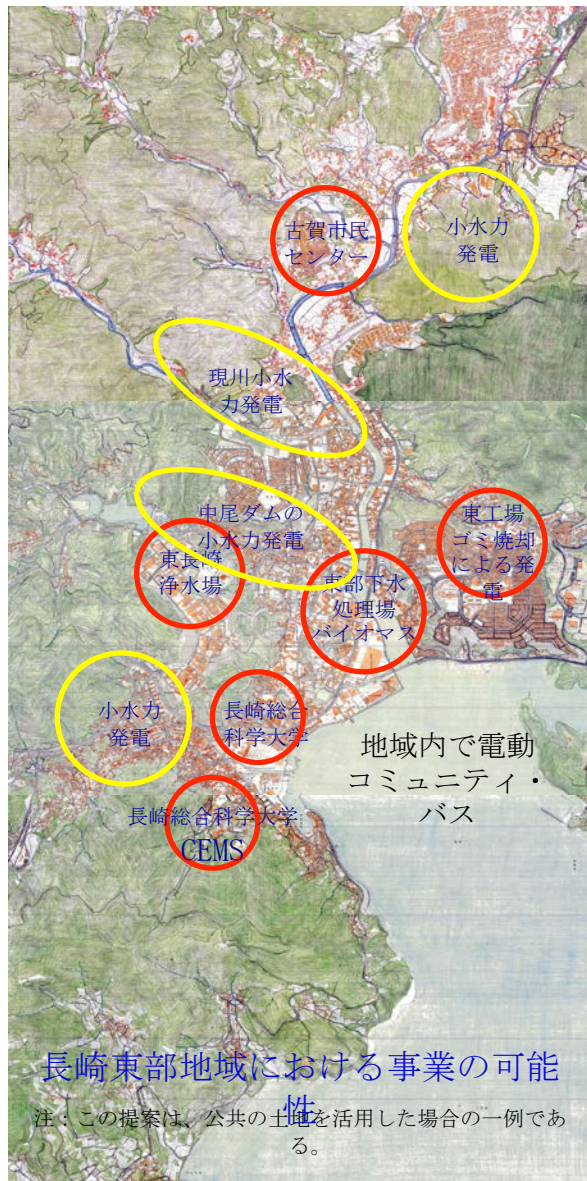 古賀市民
センター
小水力
発電
現川小水
力発電
中尾ダムの
小水力発電
東長崎
浄水場
東部下水
処理場
バイオマス
東工場
ゴミ焼却
による発
電
小水力
発電
長崎総合
科学大学
地域内で電動
コミュニティ・
バス
長崎総合科学大学
CEMS
長崎東部地域における事業の可能
性
注：この提案は、公共の土地を活用した場合の一例であ
る。